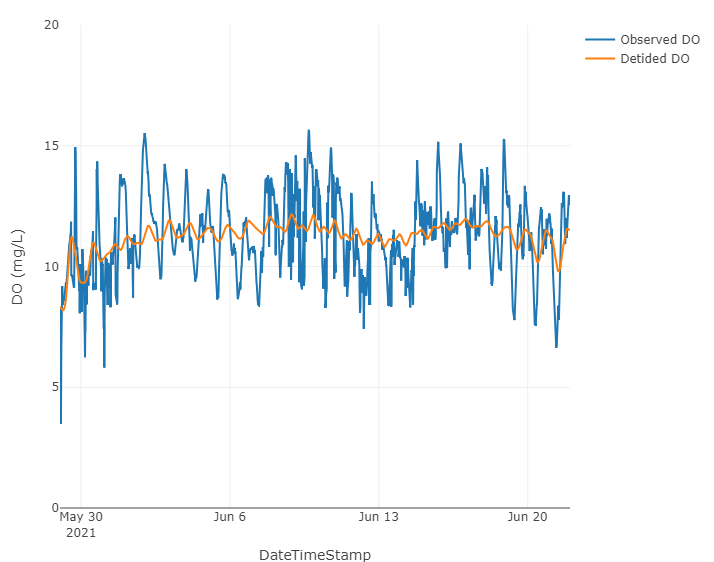 20
15
10
5
0
DO (mg/L)
May 30
2021
Jun 6
Jun 13
Jun 20
DateTimeStamp
Observed DO
Detided DO